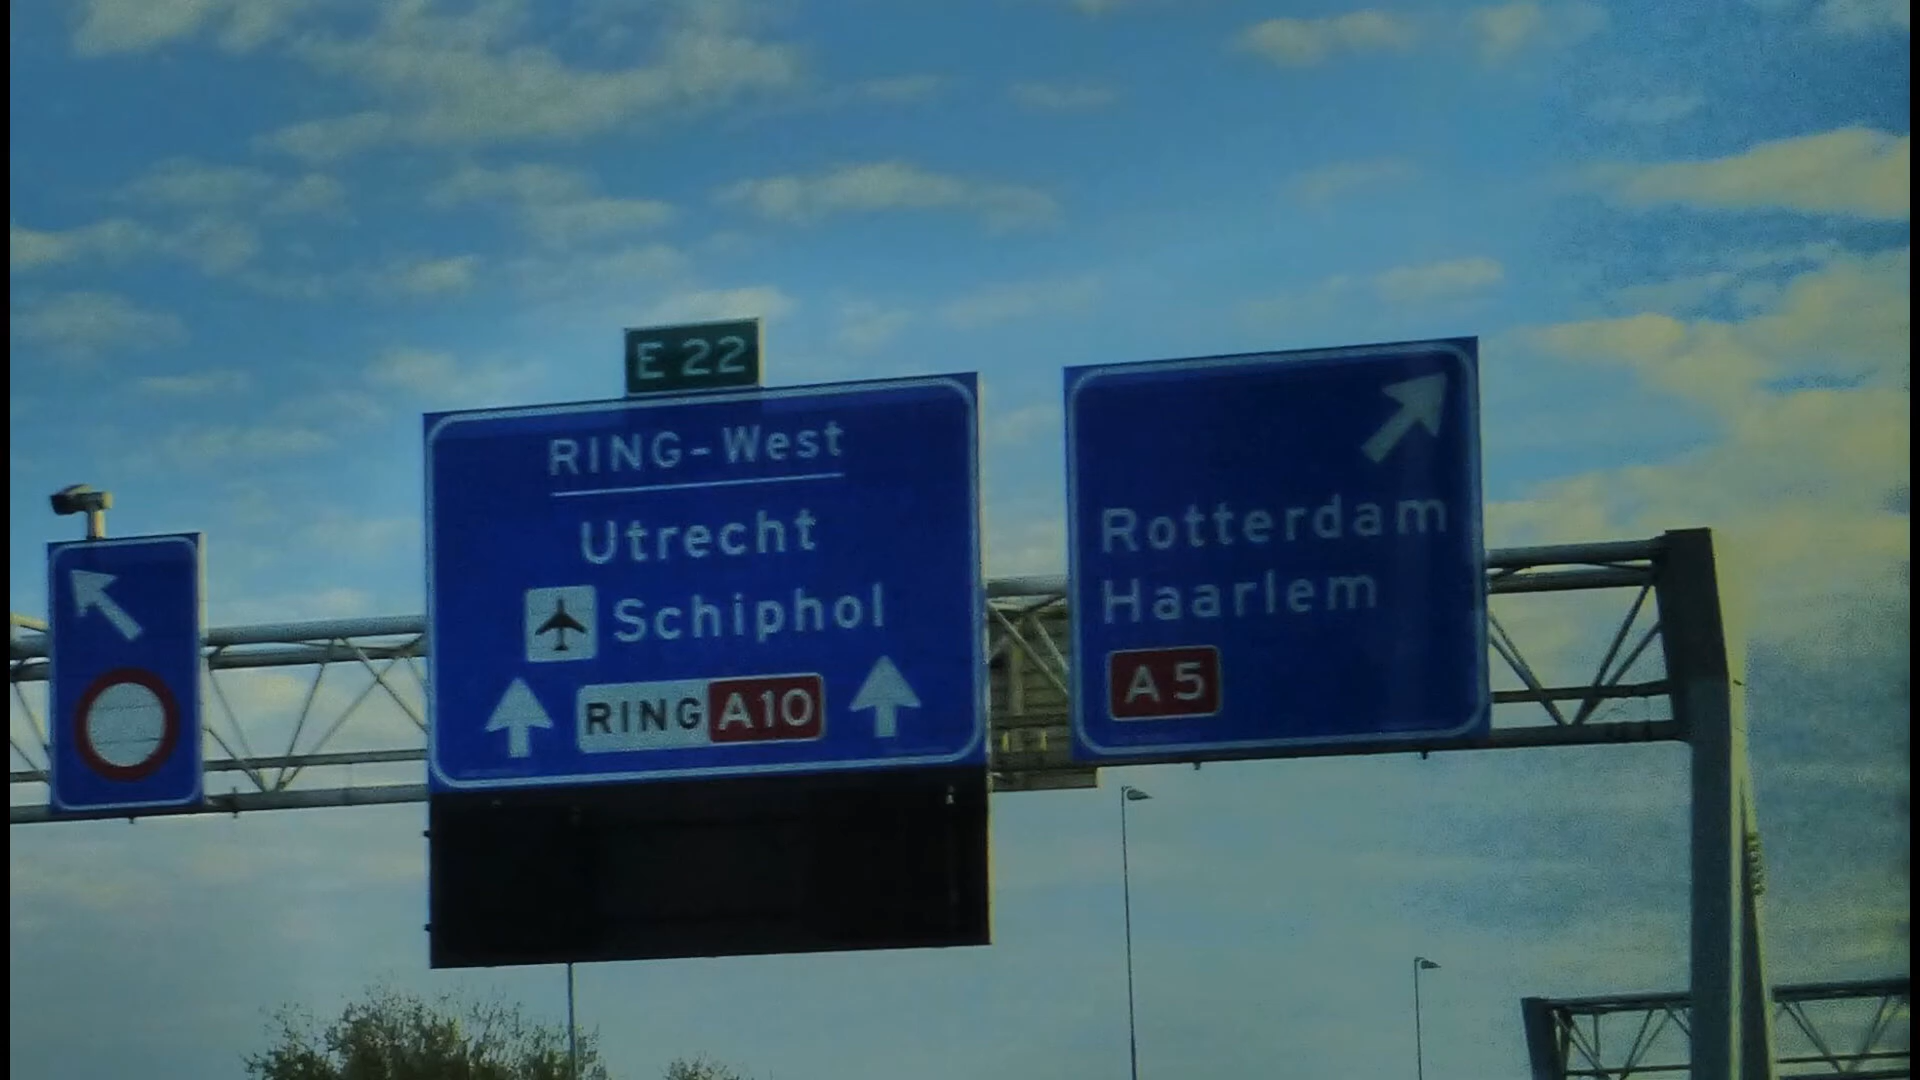 E 22
RING-West
Utrecht
Schiphol
RING A10
Rotterdam
Haarlem
A5